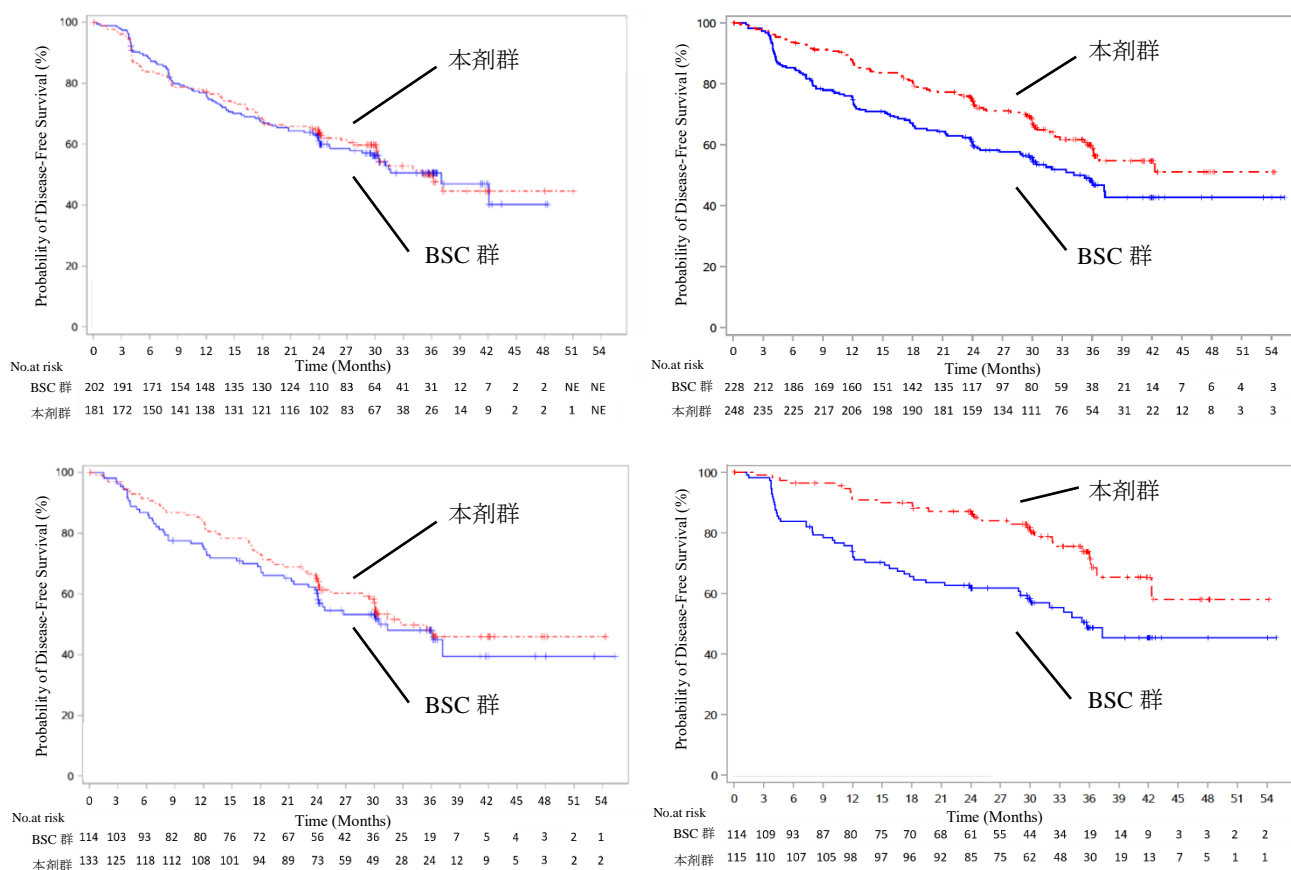 Probability of Disease-Free Survival (%)
100
80
60
40
20
0
本剤群
BSC 群
0 3 6 9 12 15 18 21 24 27 30 33 36 39 42 45 48 51 54
Time (Months)
No.at risk
BSC 群 202 191 171 154 148 135 130 124 110 83 64 41 31 12 7 2 2 NE NE
本剤群 181 172 150 141 138 131 121 116 102 83 67 38 26 14 9 2 2 1 NE
Probability of Disease-Free Survival (%)
100
80
60
40
20
0
本剤群
BSC 群
0 3 6 9 12 15 18 21 24 27 30 33 36 39 42 45 48 51 54
Time (Months)
No.at risk
BSC 群 228 212 186 169 160 151 142 135 117 97 80 59 38 21 14 7 6 4 3
本剤群 248 235 225 217 206 198 190 181 159 134 111 76 54 31 22 12 8 3 3
Probability of Disease-Free Survival (%)
100
80
60
40
20
0
本剤群
BSC 群
0 3 6 9 12 15 18 21 24 27 30 33 36 39 42 45 48 51 54
Time (Months)
No.at risk
BSC 群 114 103 93 82 80 76 72 67 56 42 36 25 19 7 5 4 3 2 1
本剤群 133 125 118 112 108 101 94 89 73 59 49 28 24 12 9 5 3 2 2
Probability of Disease-Free Survival (%)
100
80
60
40
20
0
本剤群
BSC 群
0 3 6 9 12 15 18 21 24 27 30 33 36 39 42 45 48 51 54
Time (Months)
No.at risk
BSC 群 114 109 93 87 80 75 70 68 61 55 44 34 19 14 9 3 3 2 2
本剤群 115 110 107 105 98 97 96 92 85 75 62 48 30 19 13 7 5 1 1